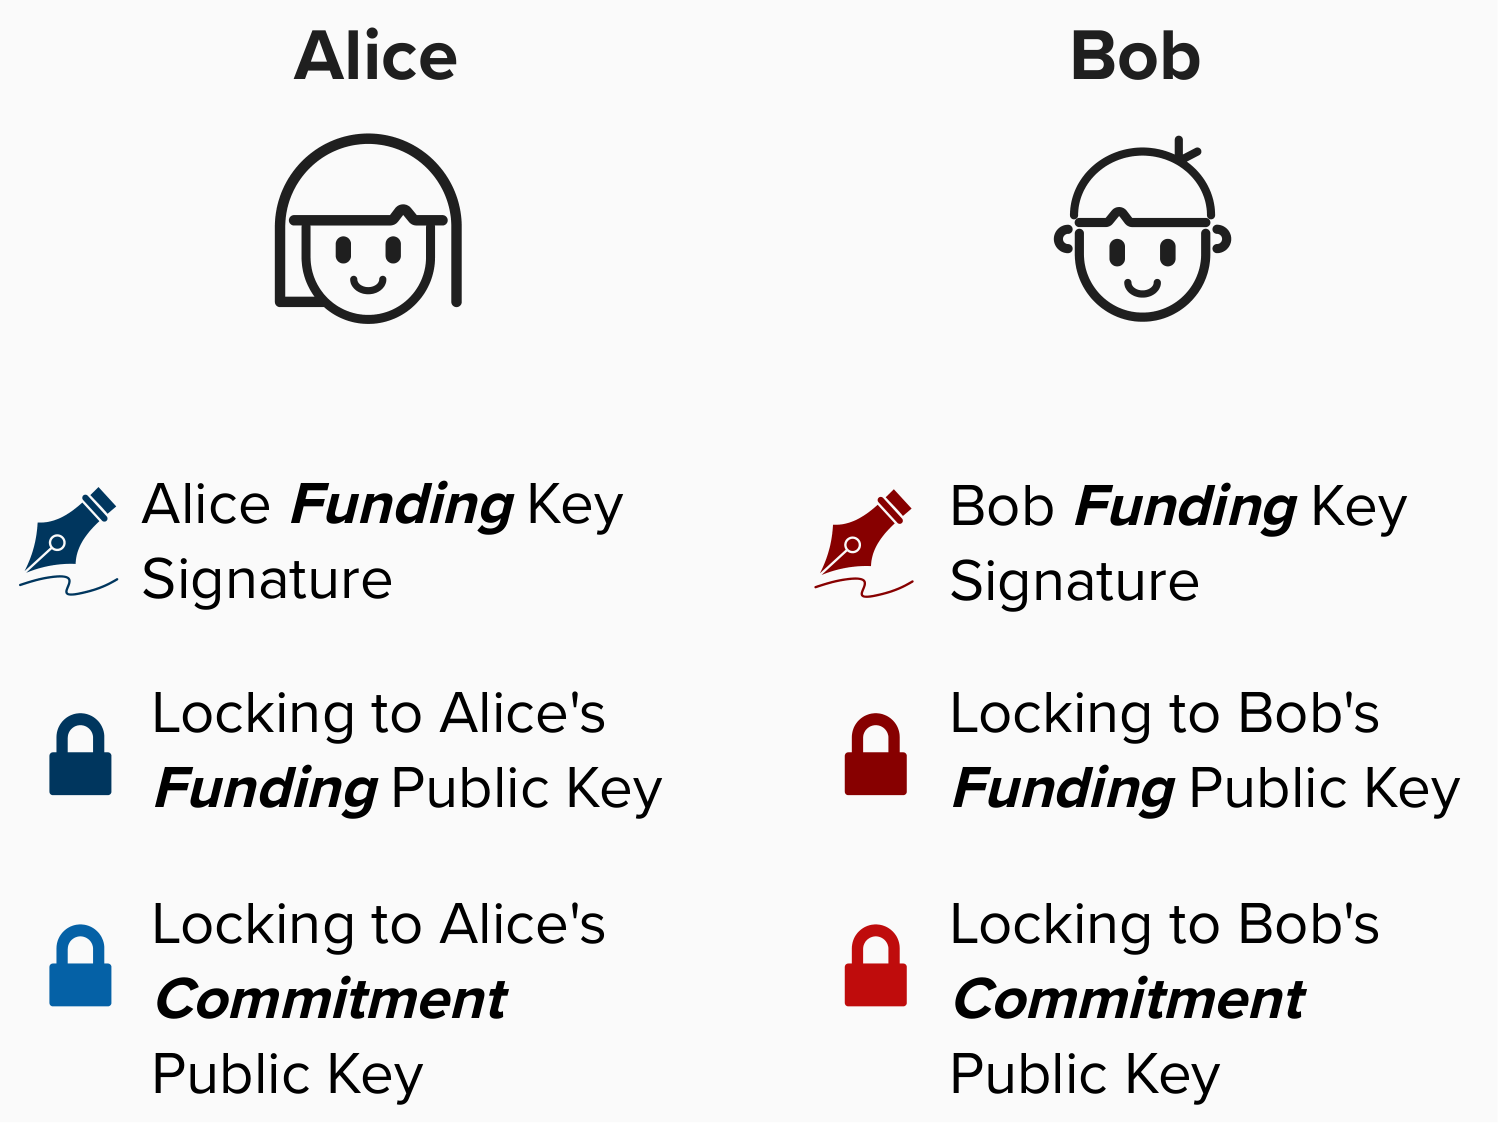 Alice
Bob
Alice Funding Key
Signature
Bob Funding Key
Signature
Locking to Alice's
Funding Public Key
Locking to Bob's
Funding Public Key
Locking to Alice's
Commitment
Public Key
Locking to Bob's
Commitment
Public Key